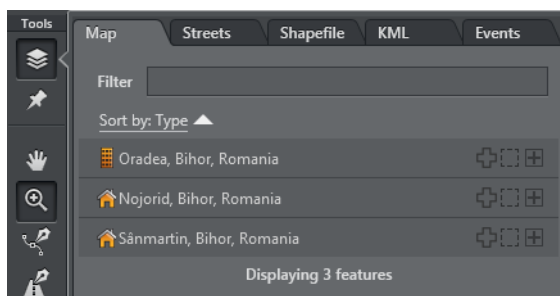 Tools
Map Streets Shapefile KML Events
Filter
Sort by: Type
Oradea, Bihor, Romania
Nojorid, Bihor, Romania
Sânmartin, Bihor, Romania
Displaying 3 features